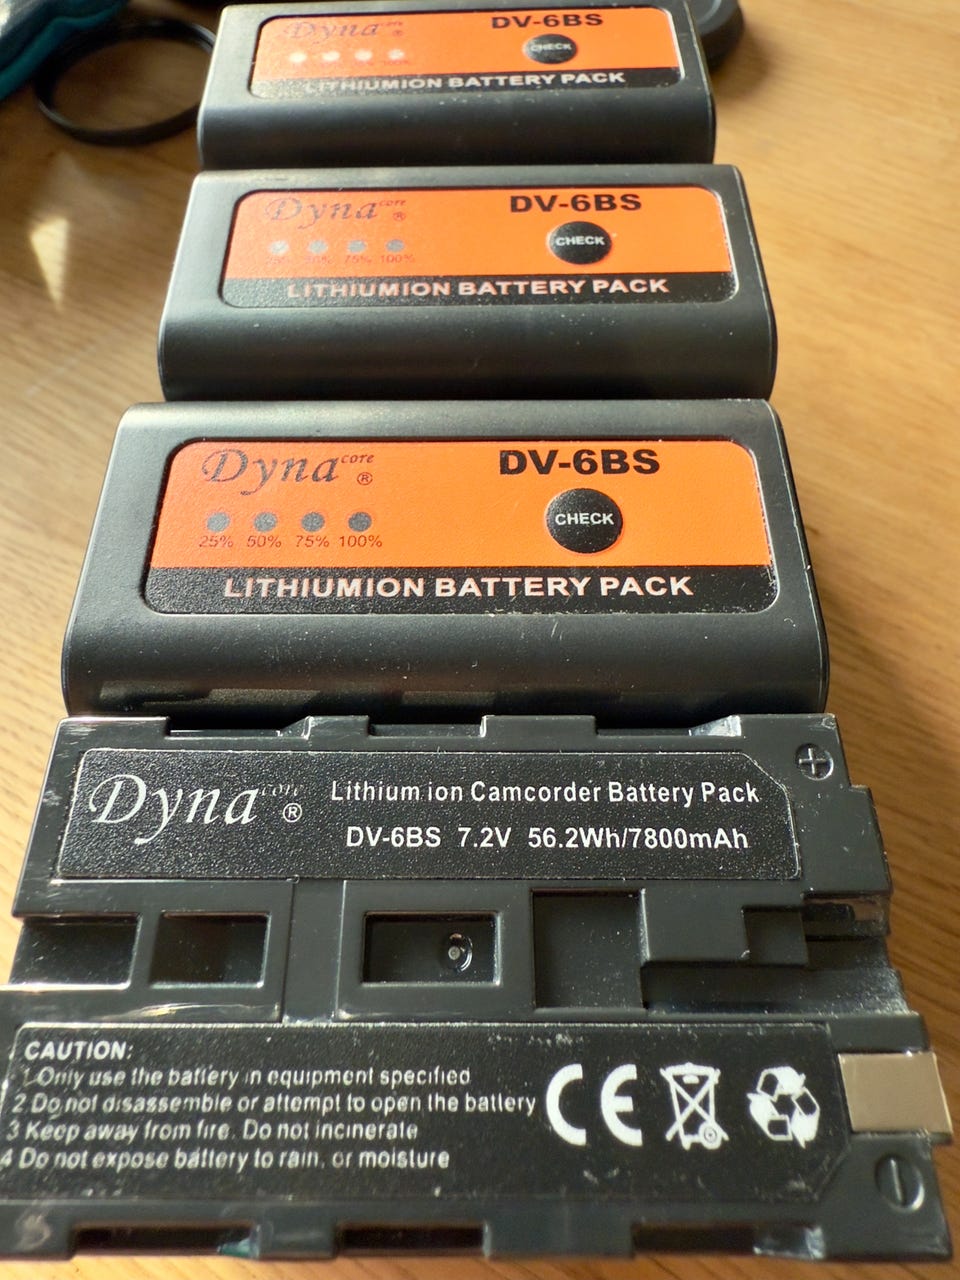 Dyna core ®
DV-6BS
CHECK
100%
LITHIUMION BATTERY PACK
Dyna core ®
DV-6BS
CHECK
25% 50% 75% 100%
LITHIUMION BATTERY PACK
Dyna core ®
DV-6BS
CHECK
25% 50% 75% 100%
LITHIUMION BATTERY PACK
Dyna core ®
Lithium ion Camcorder Battery Pack
DV-6BS 7.2V 56.2Wh/7800mAh
+
CAUTION:
1 Only use the battery in equipment specified
2 Do not disassemble or attempt to open the battery
3 Keep away from fire. Do not incinerate
4 Do not expose battery to rain, or moisture
CE
−